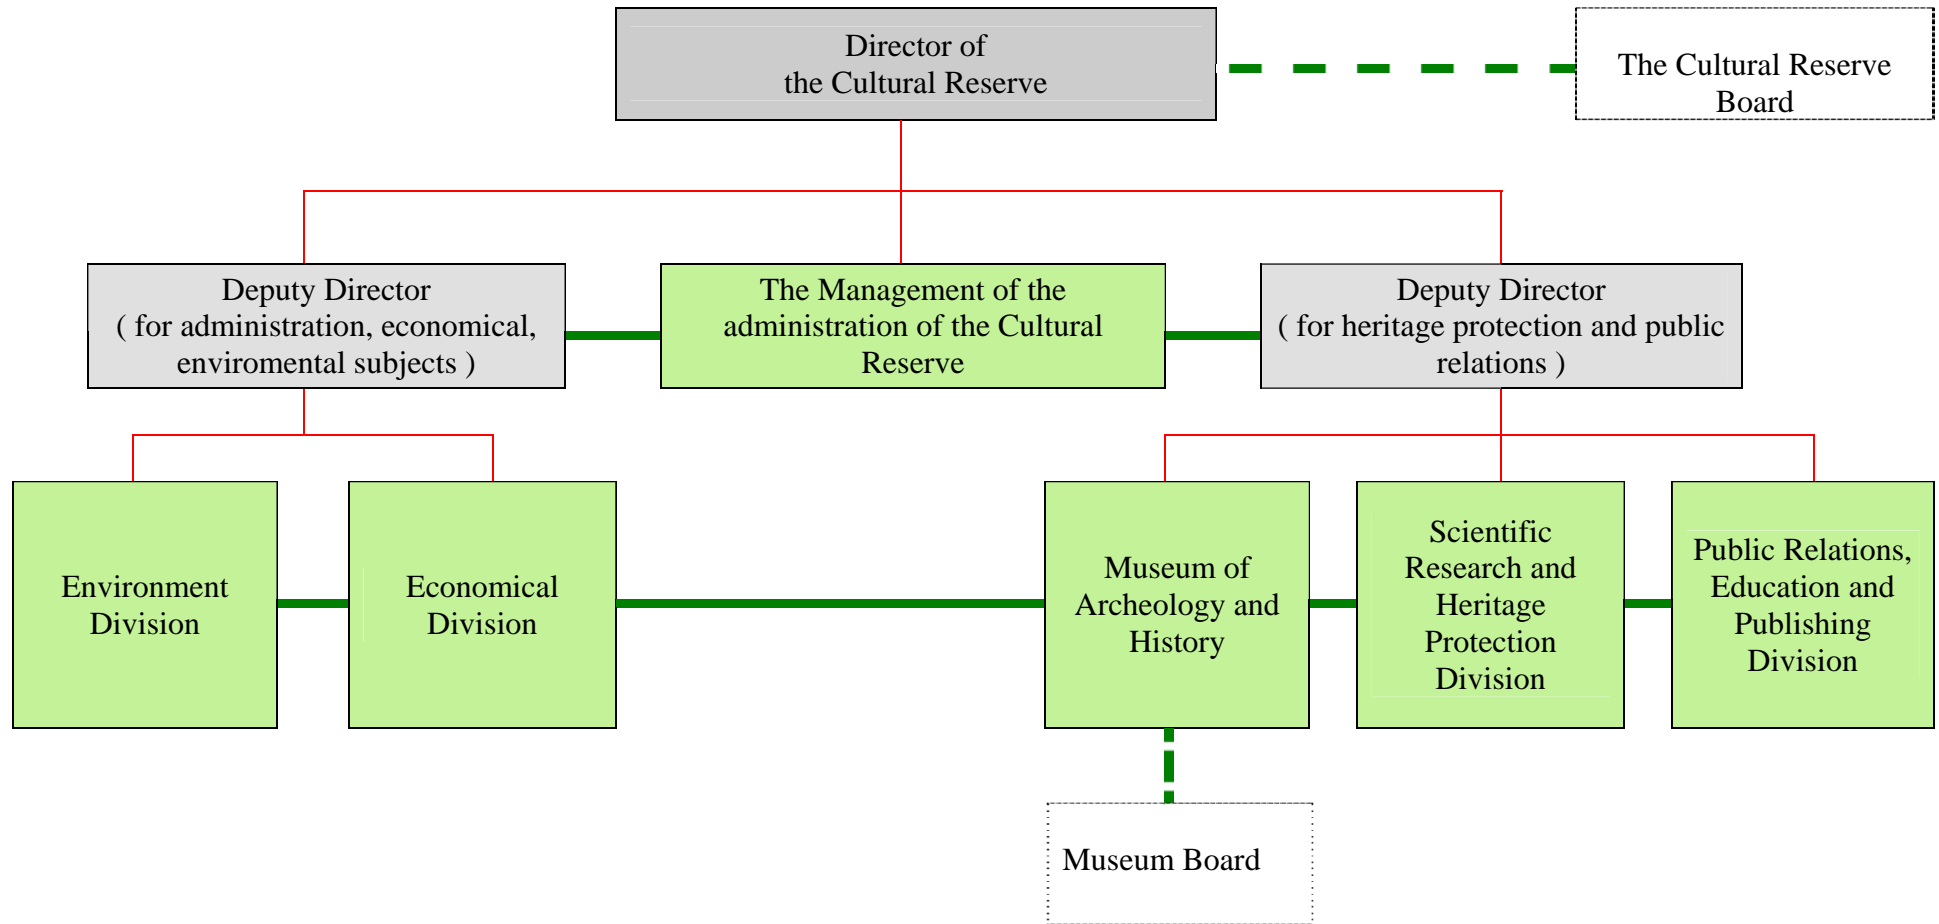 Director of
the Cultural Reserve
The Cultural Reserve
Board
Deputy Director
( for administration, economical,
enviromental subjects )
The Management of the
administration of the Cultural
Reserve
Deputy Director
( for heritage protection and public
relations )
Environment
Division
Economical
Division
Museum of
Archeology and
History
Scientific
Research and
Heritage
Protection
Division
Public Relations,
Education and
Publishing
Division
Museum Board